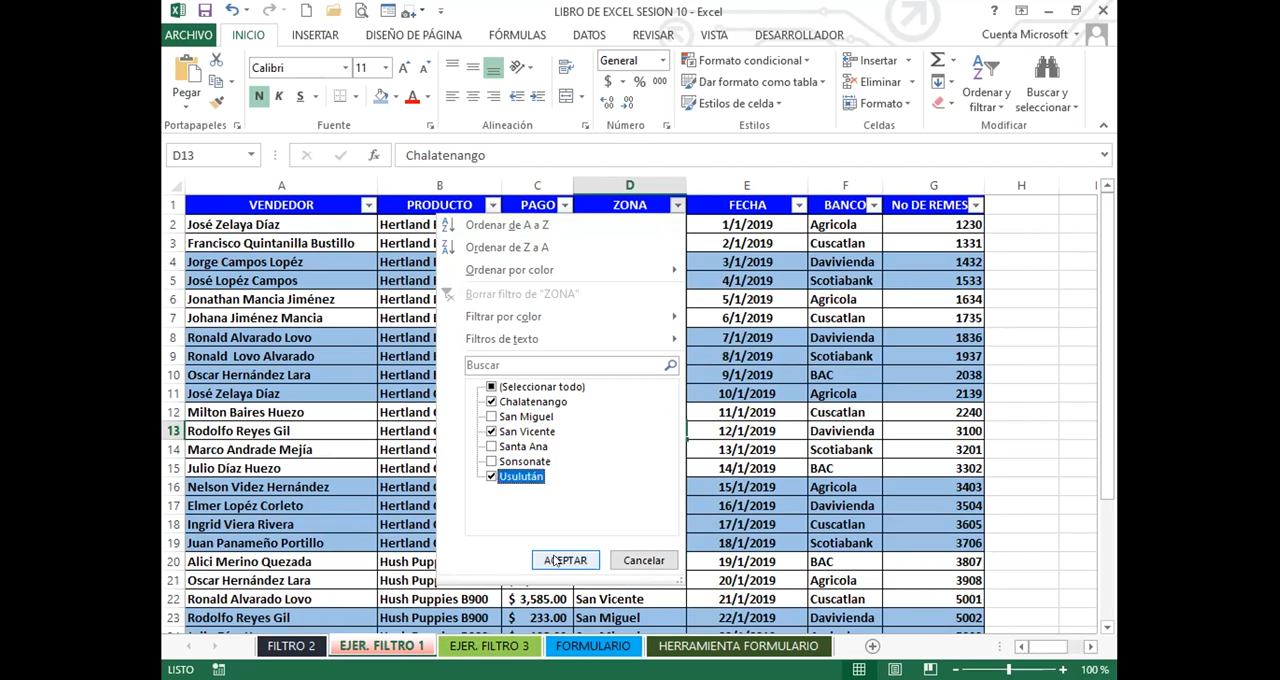 LIBRO DE EXCEL SESION 10 - Excel
ARCHIVO INICIO INSERTAR DISEÑO DE PÁGINA FÓRMULAS DATOS REVISAR VISTA DESARROLLADOR Cuenta Microsoft
Calibri 11 General Formato condicional Insertar
Dar formato como tabla Eliminar
Estilos de celda Formato
Pegar N K S Ordenar y filtrar Buscar y seleccionar
Portapapeles Fuente Alineación Número Estilos Celdas Modificar
D13 Chalatenango
A B C D E F G H I
1 VENDEDOR PRODUCTO PAGO ZONA FECHA BANCO No DE REMES
2 José Zelaya Díaz Hertland 1/1/2019 Agricola 1230
3 Francisco Quintanilla Bustillo Hertland 2/1/2019 Cuscatlan 1331
4 Jorge Campos Lopéz Hertland 3/1/2019 Davivienda 1432
5 José Lopéz Campos Hertland 4/1/2019 Scotiabank 1533
6 Jonathan Mancia Jiménez Hertland 5/1/2019 Agricola 1634
7 Johana Jiménez Mancia Hertland 6/1/2019 Cuscatlan 1735
8 Ronald Alvarado Lovo Hertland 7/1/2019 Davivienda 1836
9 Ronald Lovo Alvarado Hertland 8/1/2019 Scotiabank 1937
10 Oscar Hernández Lara Hertland 9/1/2019 BAC 2038
11 José Zelaya Díaz Hertland C 10/1/2019 Agricola 2139
12 Milton Baires Huezo Hertland C 11/1/2019 Cuscatlan 2240
13 Rodolfo Reyes Gil Hertland C 12/1/2019 Davivienda 3100
14 Marco Andrade Mejía Hertland C 13/1/2019 Scotiabank 3201
15 Julio Díaz Huezo Hertland C 14/1/2019 BAC 3302
16 Nelson Videz Hernández Hertland C 15/1/2019 Agricola 3403
17 Elmer Lopéz Corleto Hertland C 16/1/2019 Davivienda 3504
18 Ingrid Viera Rivera Hertland C 17/1/2019 Cuscatlan 3605
19 Juan Panameño Portillo Hertland C 18/1/2019 Scotiabank 3706
20 Alici Merino Quezada Hush Pup 19/1/2019 BAC 3807
21 Oscar Hernández Lara Hush Pup 20/1/2019 Agricola 3908
22 Ronald Alvarado Lovo Hush Puppies B900 $ 3,585.00 San Vicente 21/1/2019 Cuscatlan 5001
23 Rodolfo Reyes Gil Hush Puppies B900 $ 233.00 San Miguel 22/1/2019 Davivienda 5002
Ordenar de A a Z
Ordenar de Z a A
Ordenar por color
Borrar filtro de "ZONA"
Filtrar por color
Filtros de texto
Buscar
(Seleccionar todo)
Chalatenango
San Miguel
San Vicente
Santa Ana
Sonsonate
Usulután
ACEPTAR Cancelar
FILTRO 2 EJER. FILTRO 1 EJER. FILTRO 3 FORMULARIO HERRAMIENTA FORMULARIO
LISTO 100 %